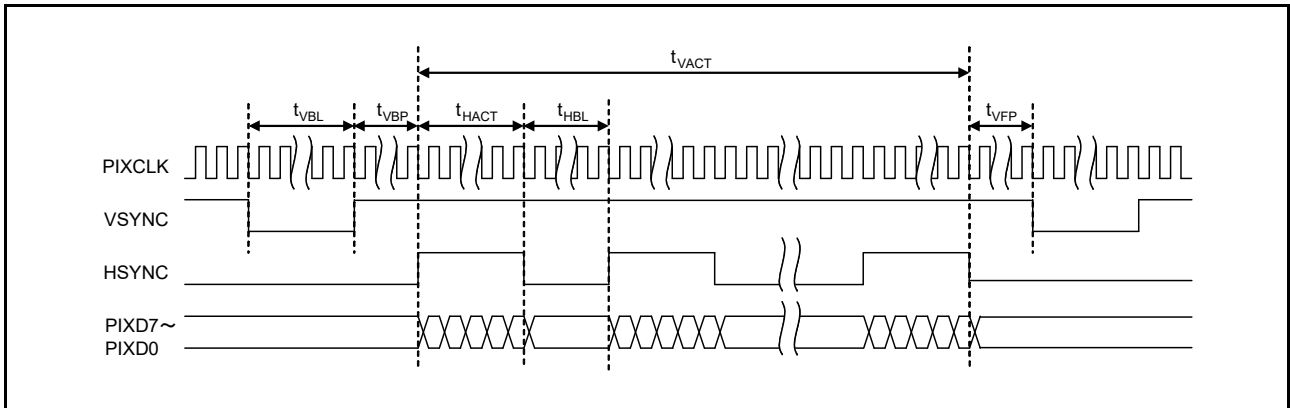 tVACT
tVBL tVBP tHACT tHBL tVFP
PIXCLK
VSYNC
HSYNC
PIXD7～
PIXD0